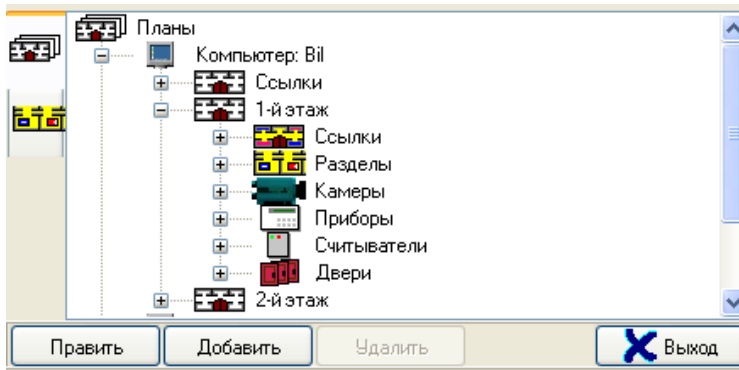 Планы
Компьютер: Bil
Ссылки
1-й этаж
Ссылки
Разделы
Камеры
Приборы
Считыватели
Двери
2-й этаж
Править Добавить Удалить Выход